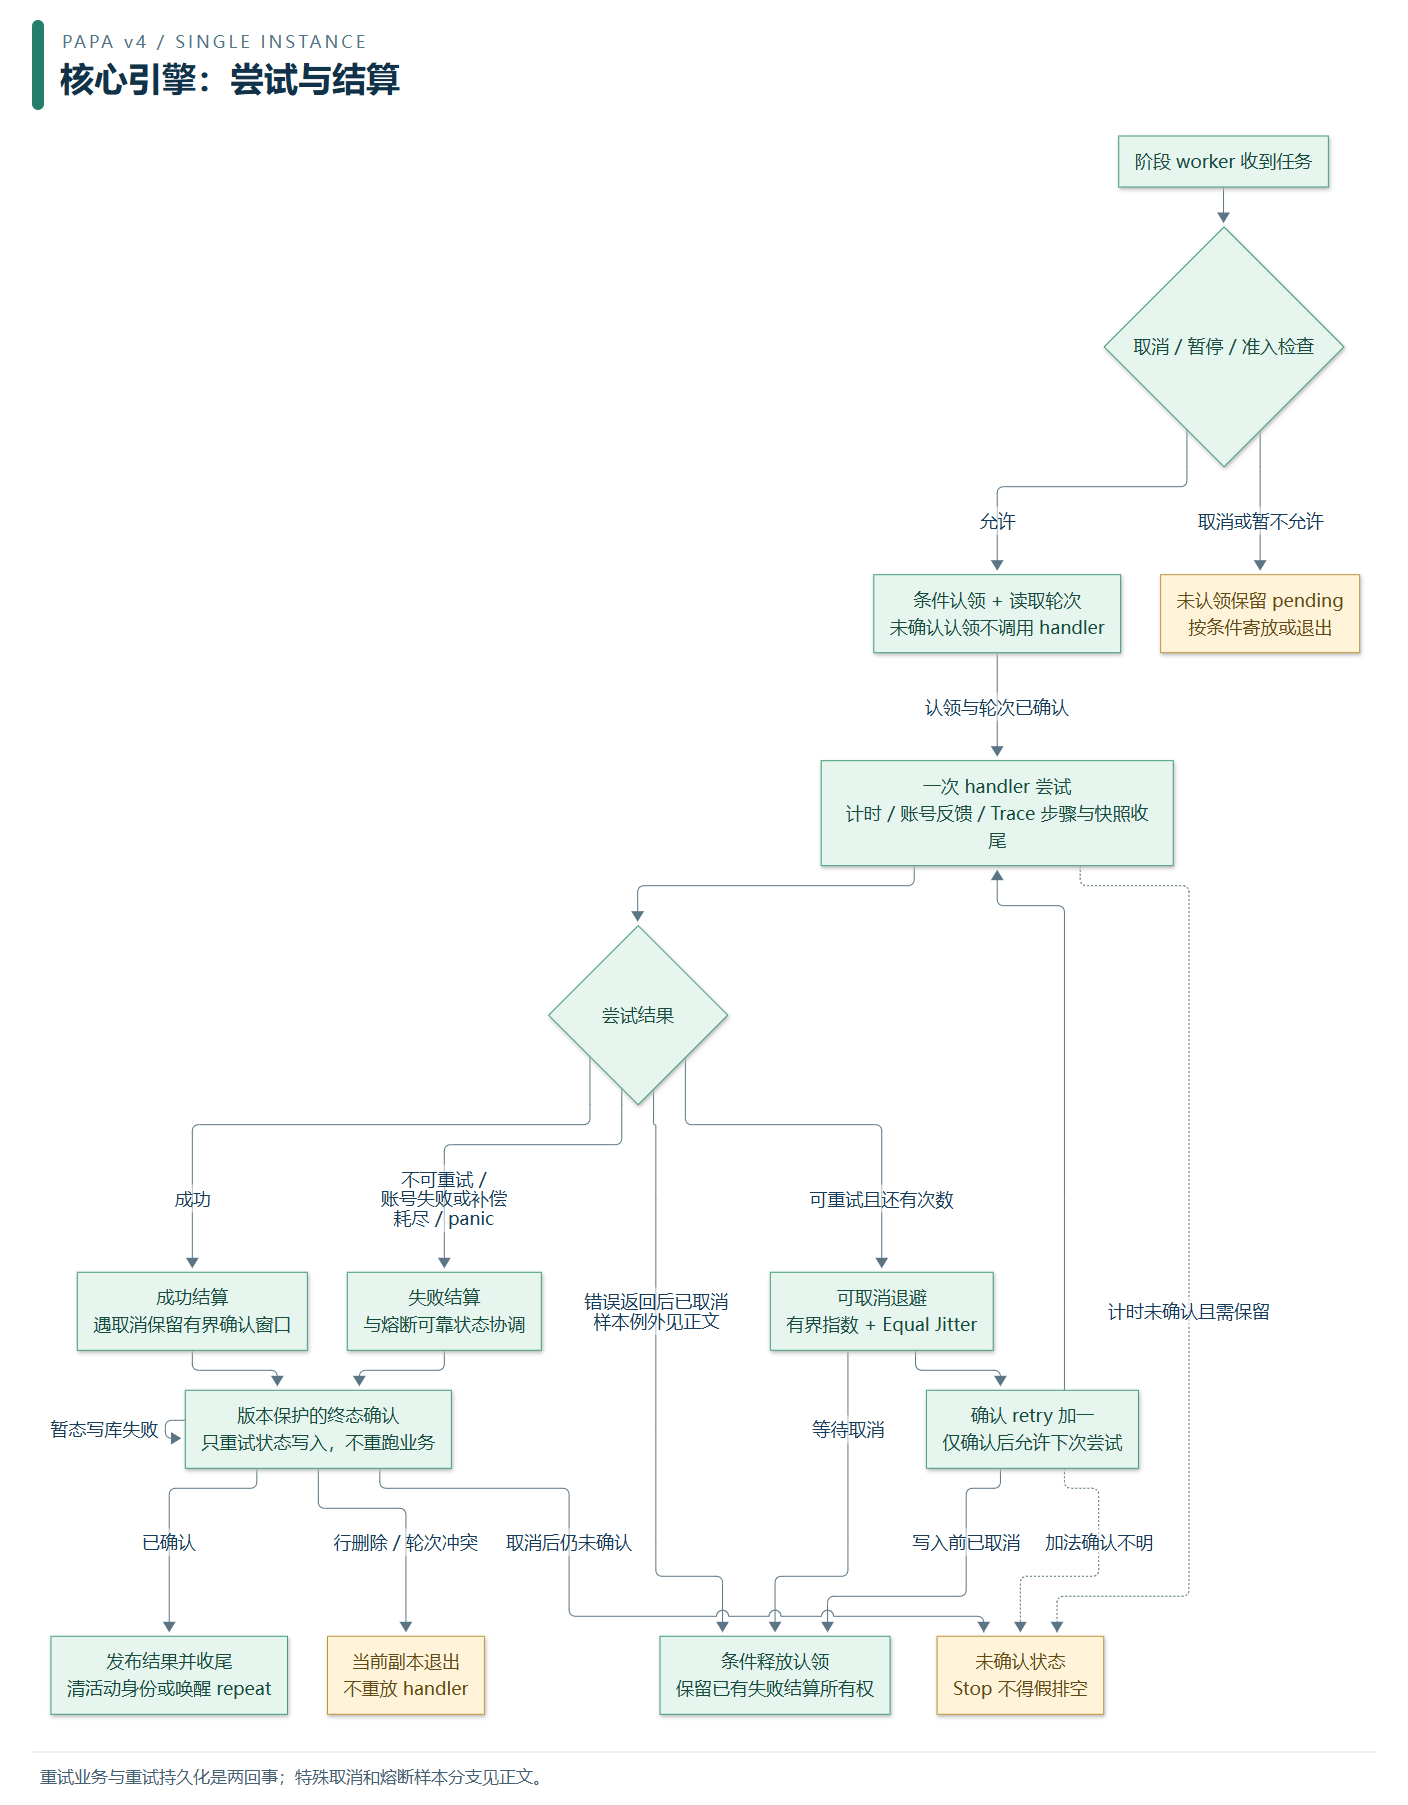 PAPA v4 / SINGLE INSTANCE
核心引擎：尝试与结算
阶段 worker 收到任务
取消 / 暂停 / 准入检查
允许
取消或暂不允许
条件认领 + 读取轮次
未确认认领不调用 handler
未认领保留 pending
按条件寄放或退出
认领与轮次已确认
一次 handler 尝试
计时 / 账号反馈 / Trace 步骤与快照收
尾
尝试结果
成功
不可重试 /
账号失败或补偿
耗尽 / panic
可重试且还有次数
错误返回后已取消
样本例外见正文
计时未确认且需保留
成功结算
遇取消保留有界确认窗口
失败结算
与熔断可靠状态协调
可取消退避
有界指数 + Equal Jitter
暂态写库失败
版本保护的终态确认
只重试状态写入，不重跑业务
等待取消
确认 retry 加一
仅确认后允许下次尝试
已确认
行删除 / 轮次冲突
取消后仍未确认
写入前已取消
加法确认不明
发布结果并收尾
清活动身份或唤醒 repeat
当前副本退出
不重放 handler
条件释放认领
保留已有失败结算所有权
未确认状态
Stop 不得假排空
重试业务与重试持久化是两回事；特殊取消和熔断样本分支见正文。